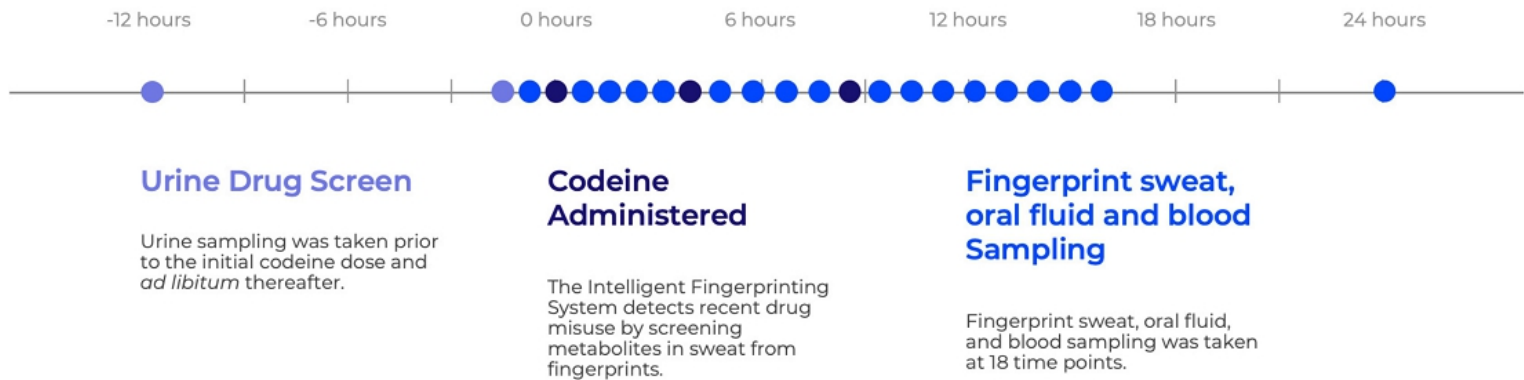 -12 hours
-6 hours
0 hours
6 hours
12 hours
18 hours
24 hours
Urine Drug Screen
Urine sampling was taken prior
to the initial codeine dose and
ad libitum thereafter.
Codeine
Administered
The Intelligent Fingerprinting
System detects recent drug
misuse by screening
metabolites in sweat from
fingerprints.
Fingerprint sweat,
oral fluid and blood
Sampling
Fingerprint sweat, oral fluid,
and blood sampling was taken
at 18 time points.